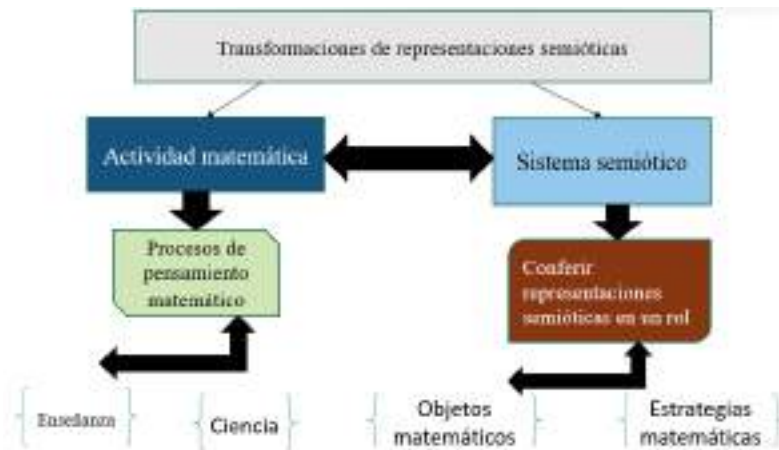 Transformaciones de representaciones semióticas
Actividad matemática
Sistema semiótico
Procesos de
pensamiento
matemático
Conferir
representaciones
semióticas en un rol
Enseñanza
Ciencia
Objetos
matemáticos
Estrategias
matemáticas